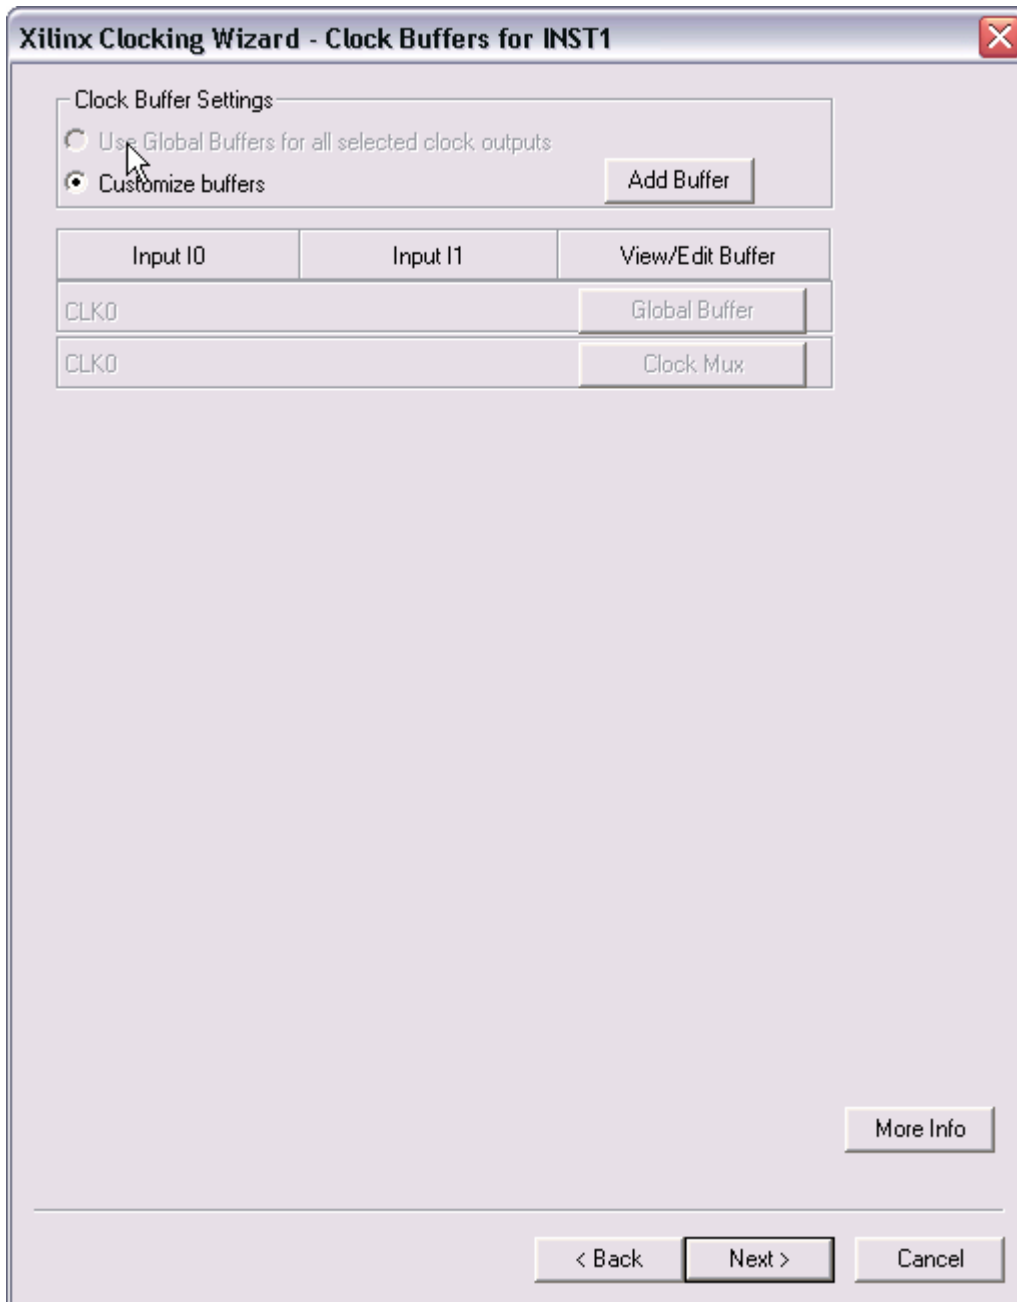 Xilinx Clocking Wizard - Clock Buffers for INST1
Clock Buffer Settings
Use Global Buffers for all selected clock outputs
Customize buffers
Add Buffer
Input I0 Input I1 View/Edit Buffer
CLK0 Global Buffer
CLK0 Clock Mux
More Info
< Back Next > Cancel